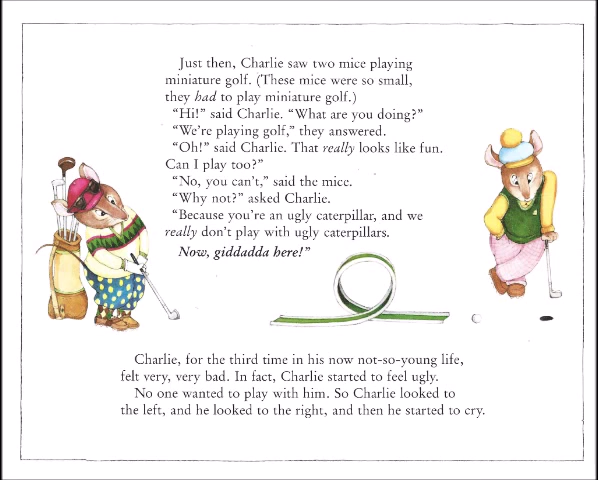 Just then, Charlie saw two mice playing
miniature golf. (These mice were so small,
they had to play miniature golf.)
“Hi!” said Charlie. “What are you doing?”
“We’re playing golf,” they answered.
“Oh!” said Charlie. That really looks like fun.
Can I play too?”
“No, you can’t,” said the mice.
“Why not?” asked Charlie.
“Because you’re an ugly caterpillar, and we
really don’t play with ugly caterpillars.
Now, giddadda here!”
Charlie, for the third time in his now not-so-young life,
felt very, very bad. In fact, Charlie started to feel ugly.
No one wanted to play with him. So Charlie looked to
the left, and he looked to the right, and then he started to cry.